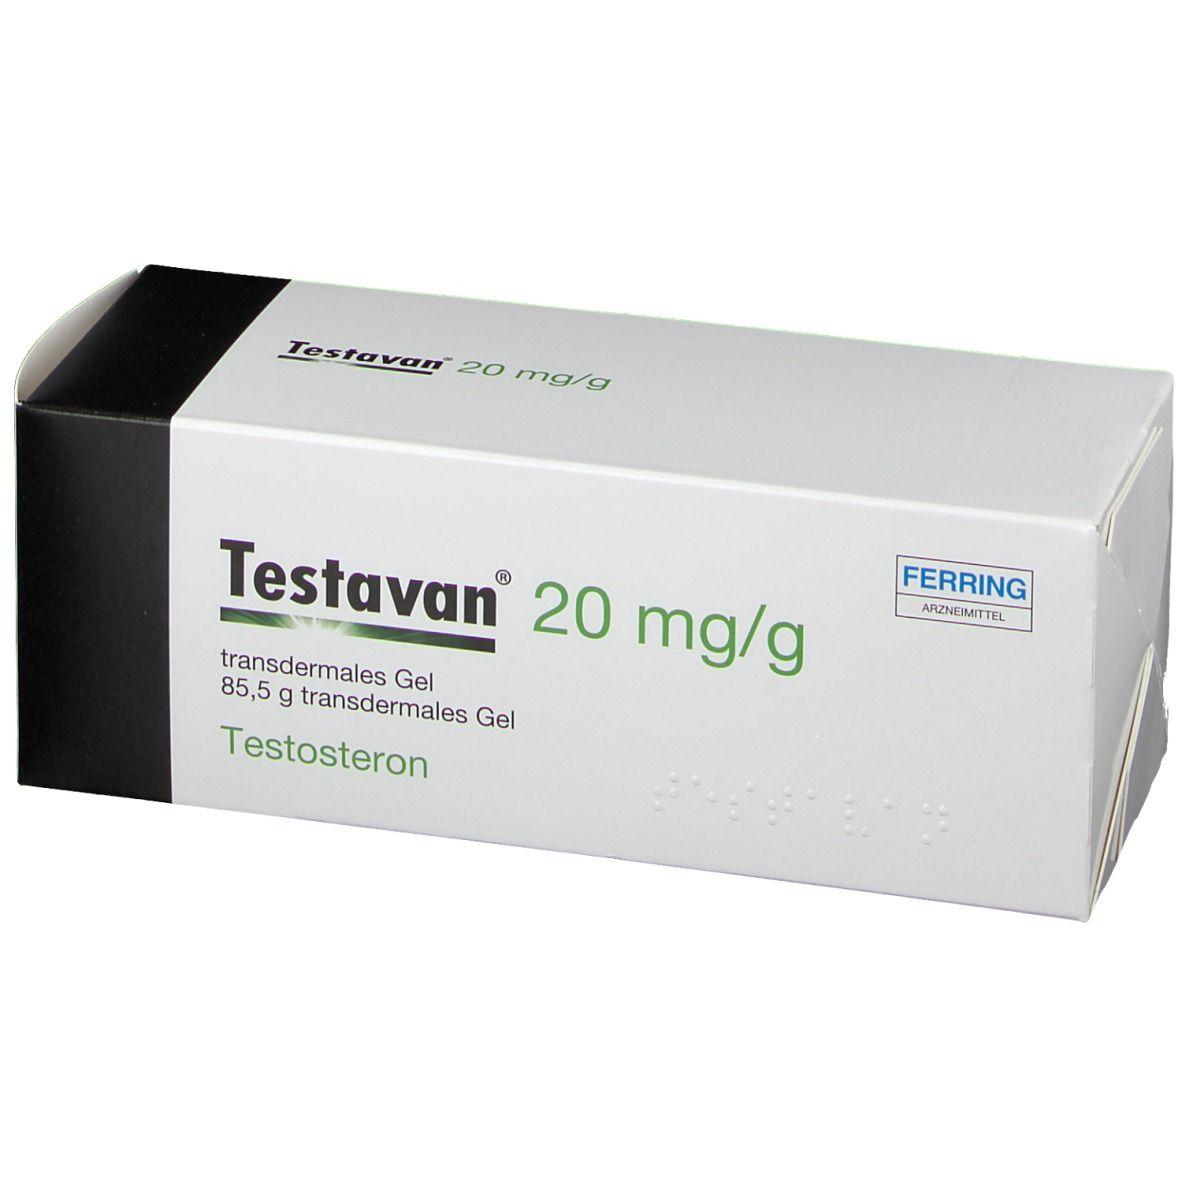 Testavan® 20 mg/g
Testavan® 20 mg/g
FERRING
ARZNEIMITTEL
transdermales Gel
85,5 g transdermales Gel
Testosteron